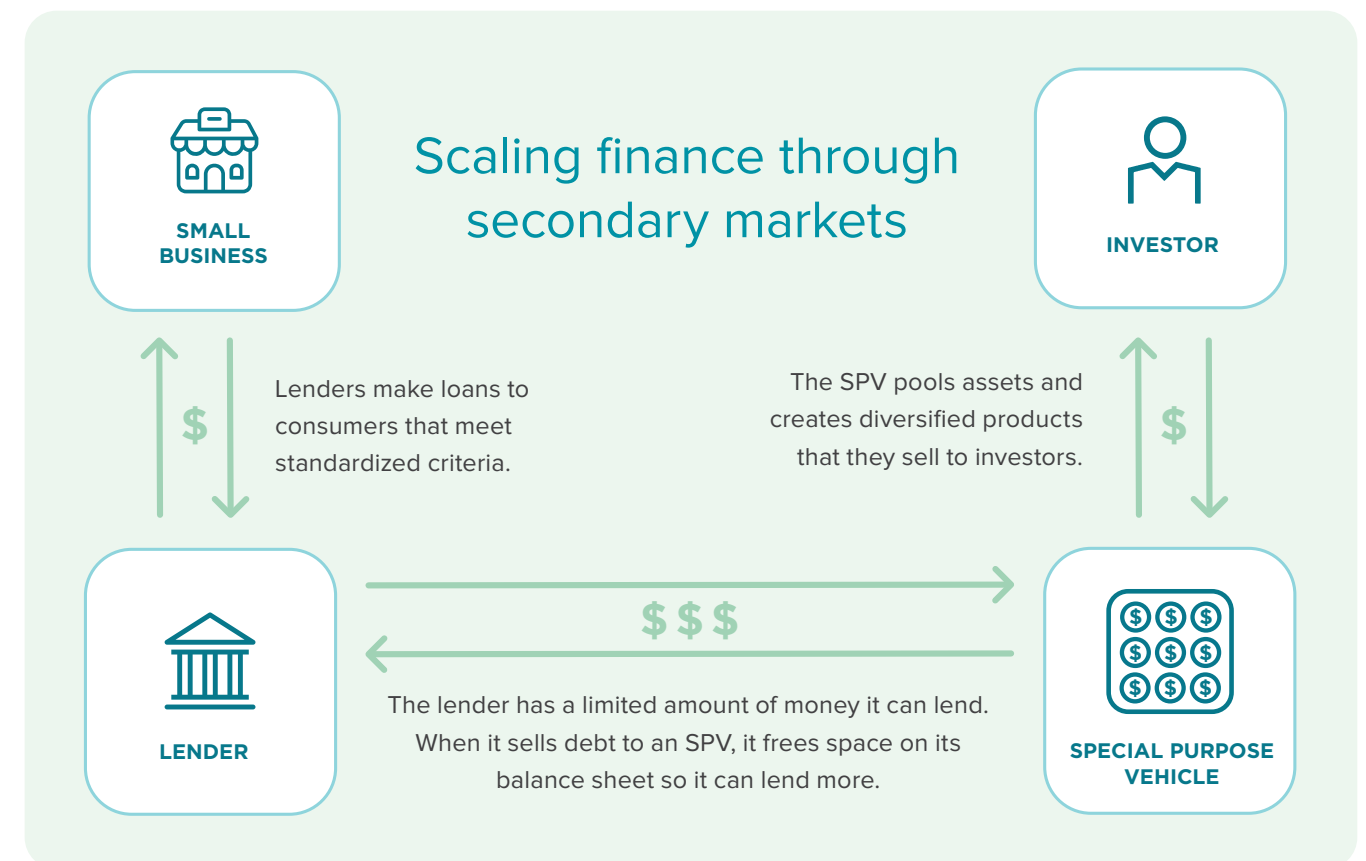 Scaling finance through
secondary markets
SMALL
BUSINESS
INVESTOR
$
Lenders make loans to
consumers that meet
standardized criteria.
The SPV pools assets and
creates diversified products
that they sell to investors.
$
$$$
The lender has a limited amount of money it can lend.
When it sells debt to an SPV, it frees space on its
balance sheet so it can lend more.
LENDER
$ $ $
$ $ $
$ $ $
SPECIAL PURPOSE
VEHICLE